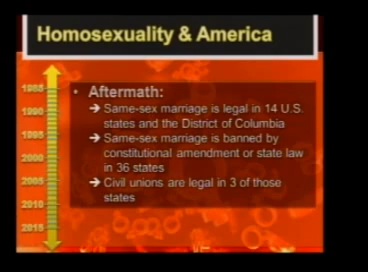 Homosexuality & America
• Aftermath:
→ Same-sex marriage is legal in 14 U.S.
states and the District of Columbia
→ Same-sex marriage is banned by
constitutional amendment or state law
in 36 states
→ Civil unions are legal in 3 of those
states
1985
1990
1995
2000
2005
2010
2015